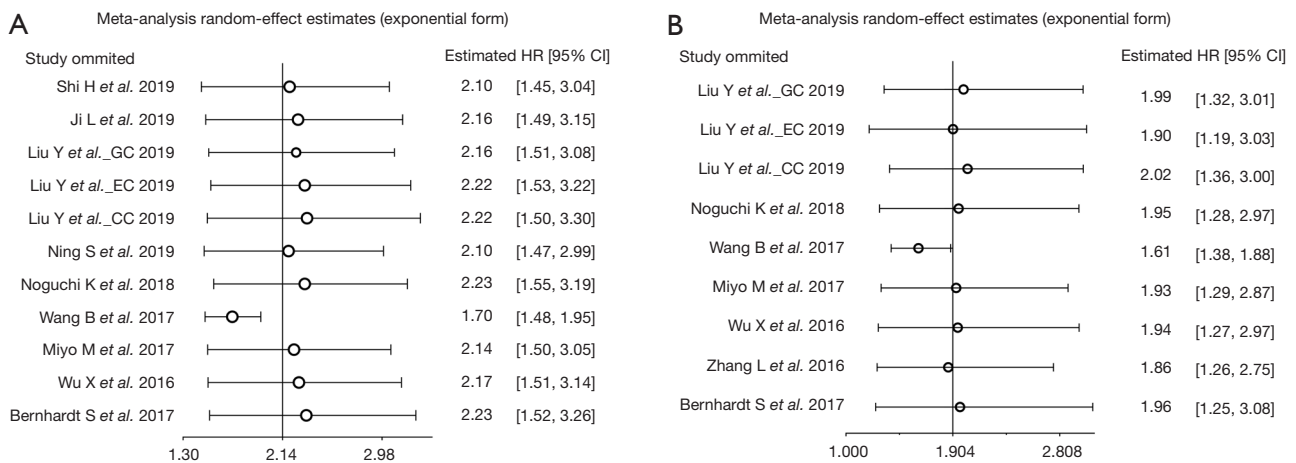 A
Meta-analysis random-effect estimates (exponential form)
Study ommited Estimated HR [95% CI]
Shi H et al. 2019 2.10 [1.45, 3.04]
Ji L et al. 2019 2.16 [1.49, 3.15]
Liu Y et al._GC 2019 2.16 [1.51, 3.08]
Liu Y et al._EC 2019 2.22 [1.53, 3.22]
Liu Y et al._CC 2019 2.22 [1.50, 3.30]
Ning S et al. 2019 2.10 [1.47, 2.99]
Noguchi K et al. 2018 2.23 [1.55, 3.19]
Wang B et al. 2017 1.70 [1.48, 1.95]
Miyo M et al. 2017 2.14 [1.50, 3.05]
Wu X et al. 2016 2.17 [1.51, 3.14]
Bernhardt S et al. 2017 2.23 [1.52, 3.26]
1.30 2.14 2.98
B
Meta-analysis random-effect estimates (exponential form)
Study ommited Estimated HR [95% CI]
Liu Y et al._GC 2019 1.99 [1.32, 3.01]
Liu Y et al._EC 2019 1.90 [1.19, 3.03]
Liu Y et al._CC 2019 2.02 [1.36, 3.00]
Noguchi K et al. 2018 1.95 [1.28, 2.97]
Wang B et al. 2017 1.61 [1.38, 1.88]
Miyo M et al. 2017 1.93 [1.29, 2.87]
Wu X et al. 2016 1.94 [1.27, 2.97]
Zhang L et al. 2016 1.86 [1.26, 2.75]
Bernhardt S et al. 2017 1.96 [1.25, 3.08]
1.000 1.904 2.808